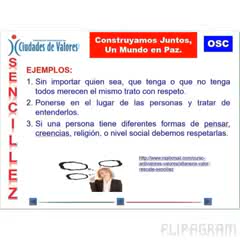 Ciudades de Valores
Construyamos Juntos,
Un Mundo en Paz.
OSC
SENCILLEZ
EJEMPLOS:
1. Sin importar quien sea, que tenga o que no tenga
todos merecen el mismo trato con respeto.
2. Ponerse en el lugar de las personas y tratar de
entenderlos.
3. Si una persona tiene diferentes formas de pensar,
creencias, religión, o nivel social debemos respetarlas.
FLIPAGRAM